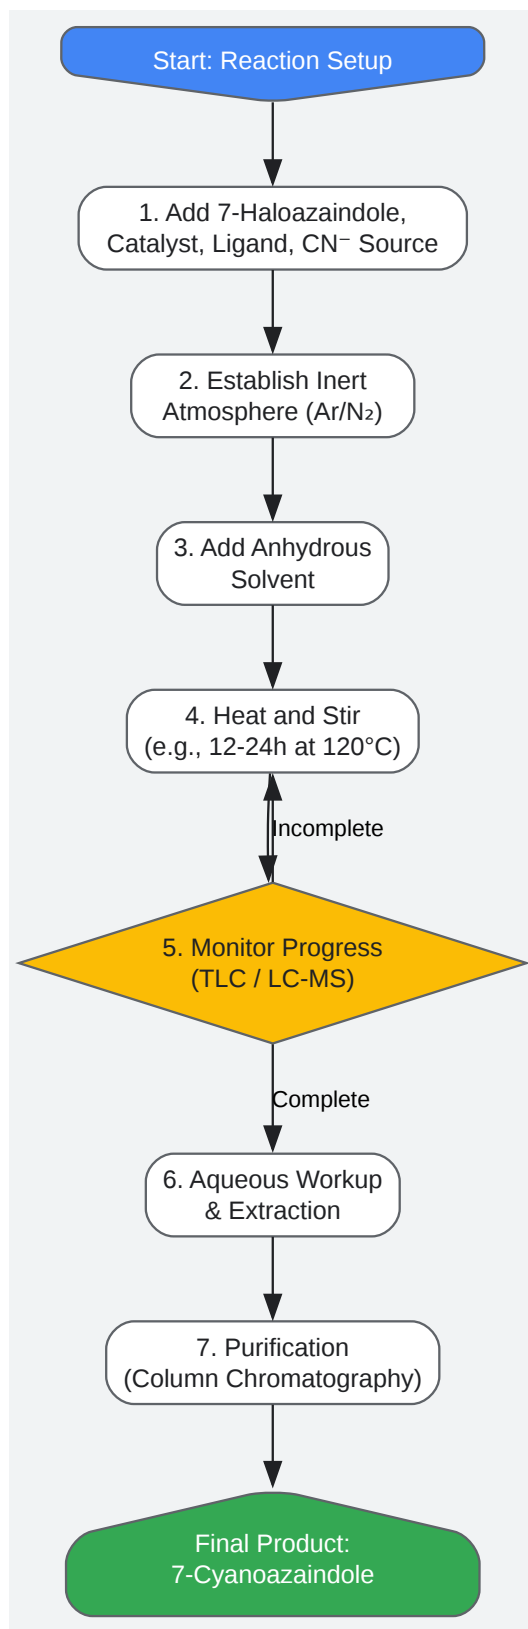 Start: Reaction Setup
1. Add 7-Haloazaindole,
Catalyst, Ligand, CN⁻ Source
2. Establish Inert
Atmosphere (Ar/N₂)
3. Add Anhydrous
Solvent
4. Heat and Stir
(e.g., 12-24h at 120°C)
Incomplete
5. Monitor Progress
(TLC / LC-MS)
Complete
6. Aqueous Workup
& Extraction
7. Purification
(Column Chromatography)
Final Product:
7-Cyanoazaindole